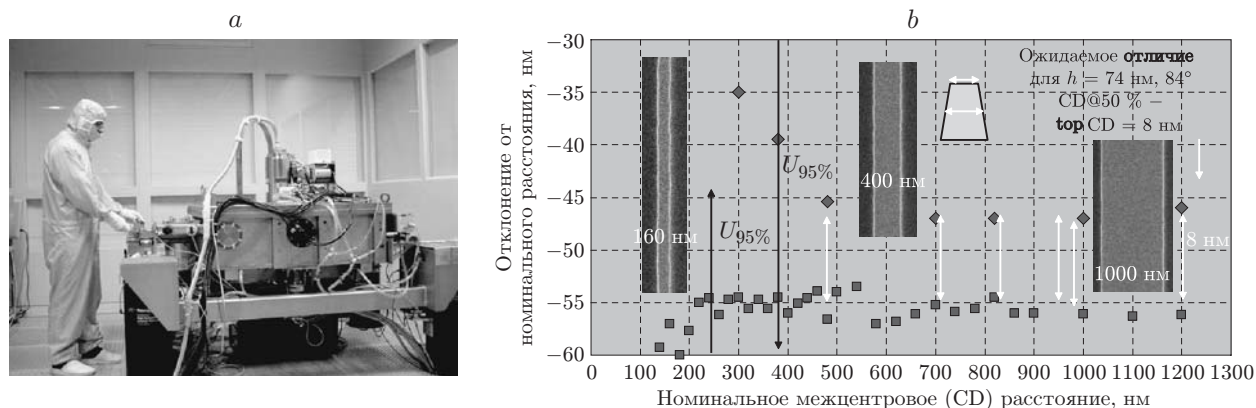 a
b
Отклонение от
номинального расстояния, нм
−30
−35
−40
−45
−50
−55
−60
0 100 200 300 400 500 600 700 800 900 1000 1100 1200 1300
Номинальное межцентровое (CD) расстояние, нм
160 нм
U95%
U95%
400 нм
Ожидаемое отличие
для h = 74 нм, 84°
CD@50 % −
top CD = 8 нм
1000 нм
8 нм